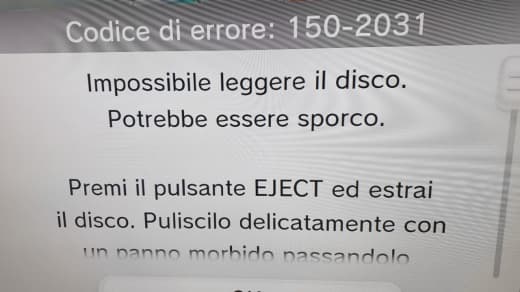 Codice di errore: 150-2031
Impossibile leggere il disco.
Potrebbe essere sporco.
Premi il pulsante EJECT ed estrai
il disco. Puliscilo delicatamente con
un panno morbido passandolo